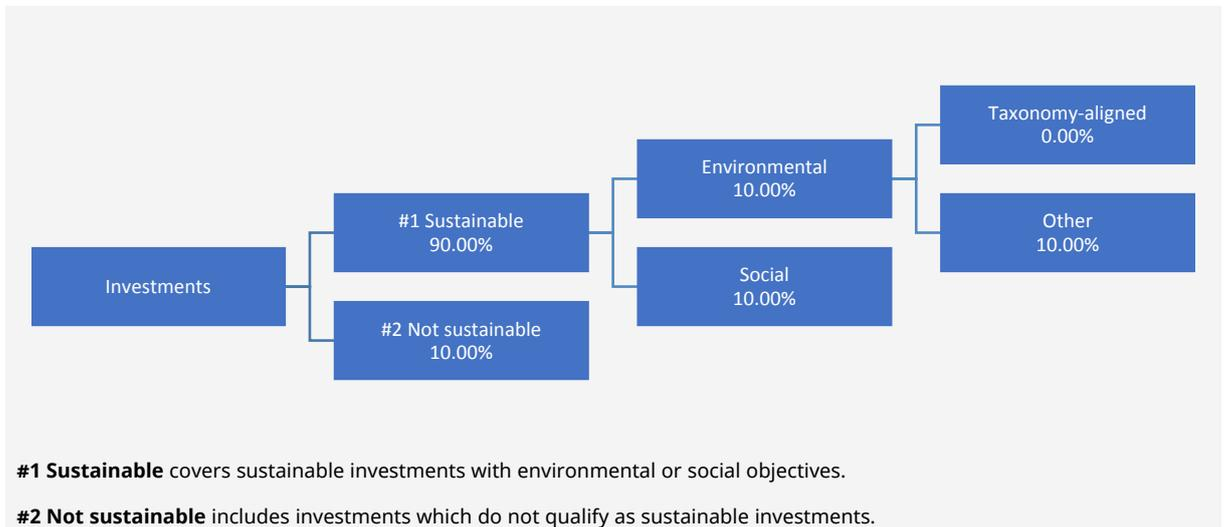 Taxonomy-aligned
0.00%
Environmental
10.00%
#1 Sustainable
90.00%
Other
10.00%
Investments
Social
10.00%
#2 Not sustainable
10.00%
#1 Sustainable covers sustainable investments with environmental or social objectives.
#2 Not sustainable includes investments which do not qualify as sustainable investments.